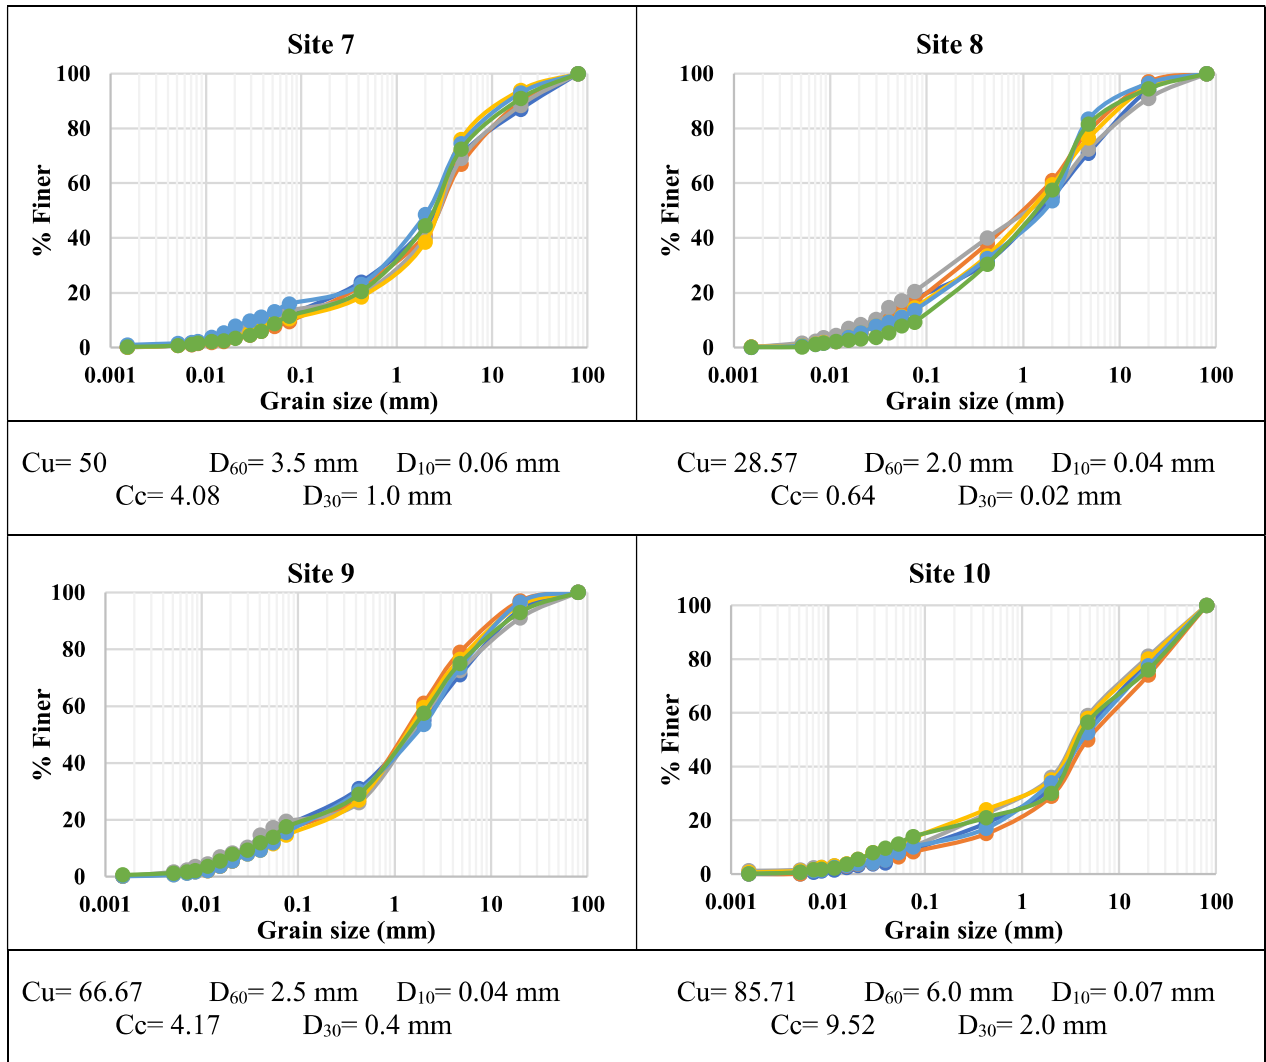 Site 7
100
80
60
40
20
0
% Finer
0.001 0.01 0.1 1 10 100
Grain size (mm)
Site 8
100
80
60
40
20
0
% Finer
0.001 0.01 0.1 1 10 100
Grain size (mm)
Cu= 50 D₆₀= 3.5 mm D₁₀= 0.06 mm
Cc= 4.08 D₃₀= 1.0 mm
Cu= 28.57 D₆₀= 2.0 mm D₁₀= 0.04 mm
Cc= 0.64 D₃₀= 0.02 mm
Site 9
100
80
60
40
20
0
% Finer
0.001 0.01 0.1 1 10 100
Grain size (mm)
Site 10
100
80
60
40
20
0
% Finer
0.001 0.01 0.1 1 10 100
Grain size (mm)
Cu= 66.67 D₆₀= 2.5 mm D₁₀= 0.04 mm
Cc= 4.17 D₃₀= 0.4 mm
Cu= 85.71 D₆₀= 6.0 mm D₁₀= 0.07 mm
Cc= 9.52 D₃₀= 2.0 mm